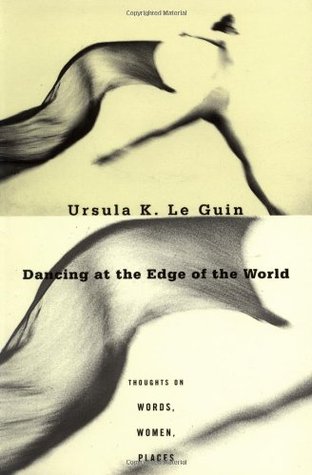 Copyrighted Material
Ursula K. Le Guin
Dancing at the Edge of the World
THOUGHTS ON
WORDS,
WOMEN,
PLACES